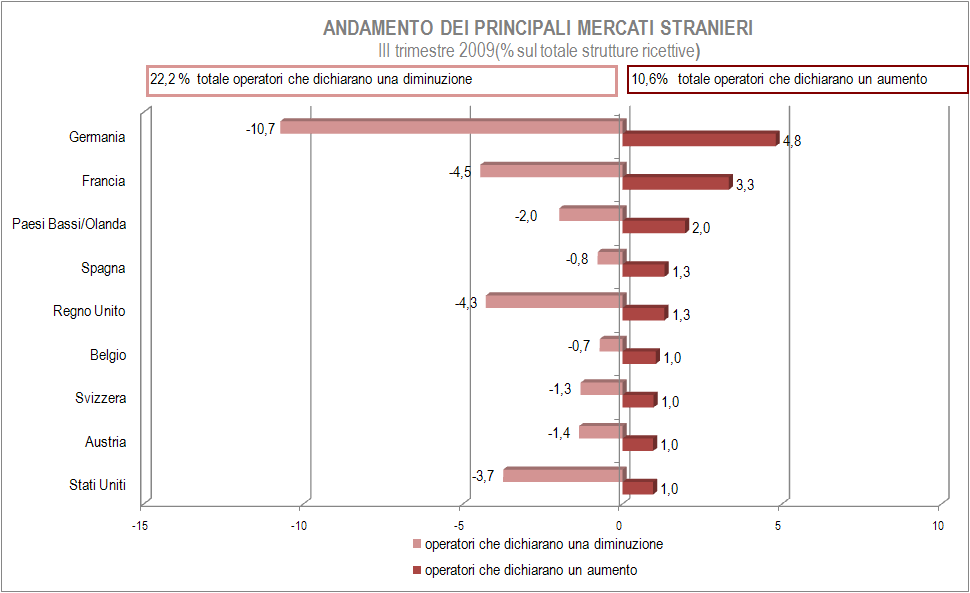 ANDAMENTO DEI PRINCIPALI MERCATI STRANIERI
III trimestre 2009(% sul totale strutture ricettive)
22,2 % totale operatori che dichiarano una diminuzione
10,6% totale operatori che dichiarano un aumento
Germania -10,7 4,8
Francia -4,5 3,3
Paesi Bassi/Olanda -2,0 2,0
Spagna -0,8 1,3
Regno Unito -4,3 1,3
Belgio -0,7 1,0
Svizzera -1,3 1,0
Austria -1,4 1,0
Stati Uniti -3,7 1,0
-15 -10 -5 0 5 10
operatori che dichiarano una diminuzione
operatori che dichiarano un aumento